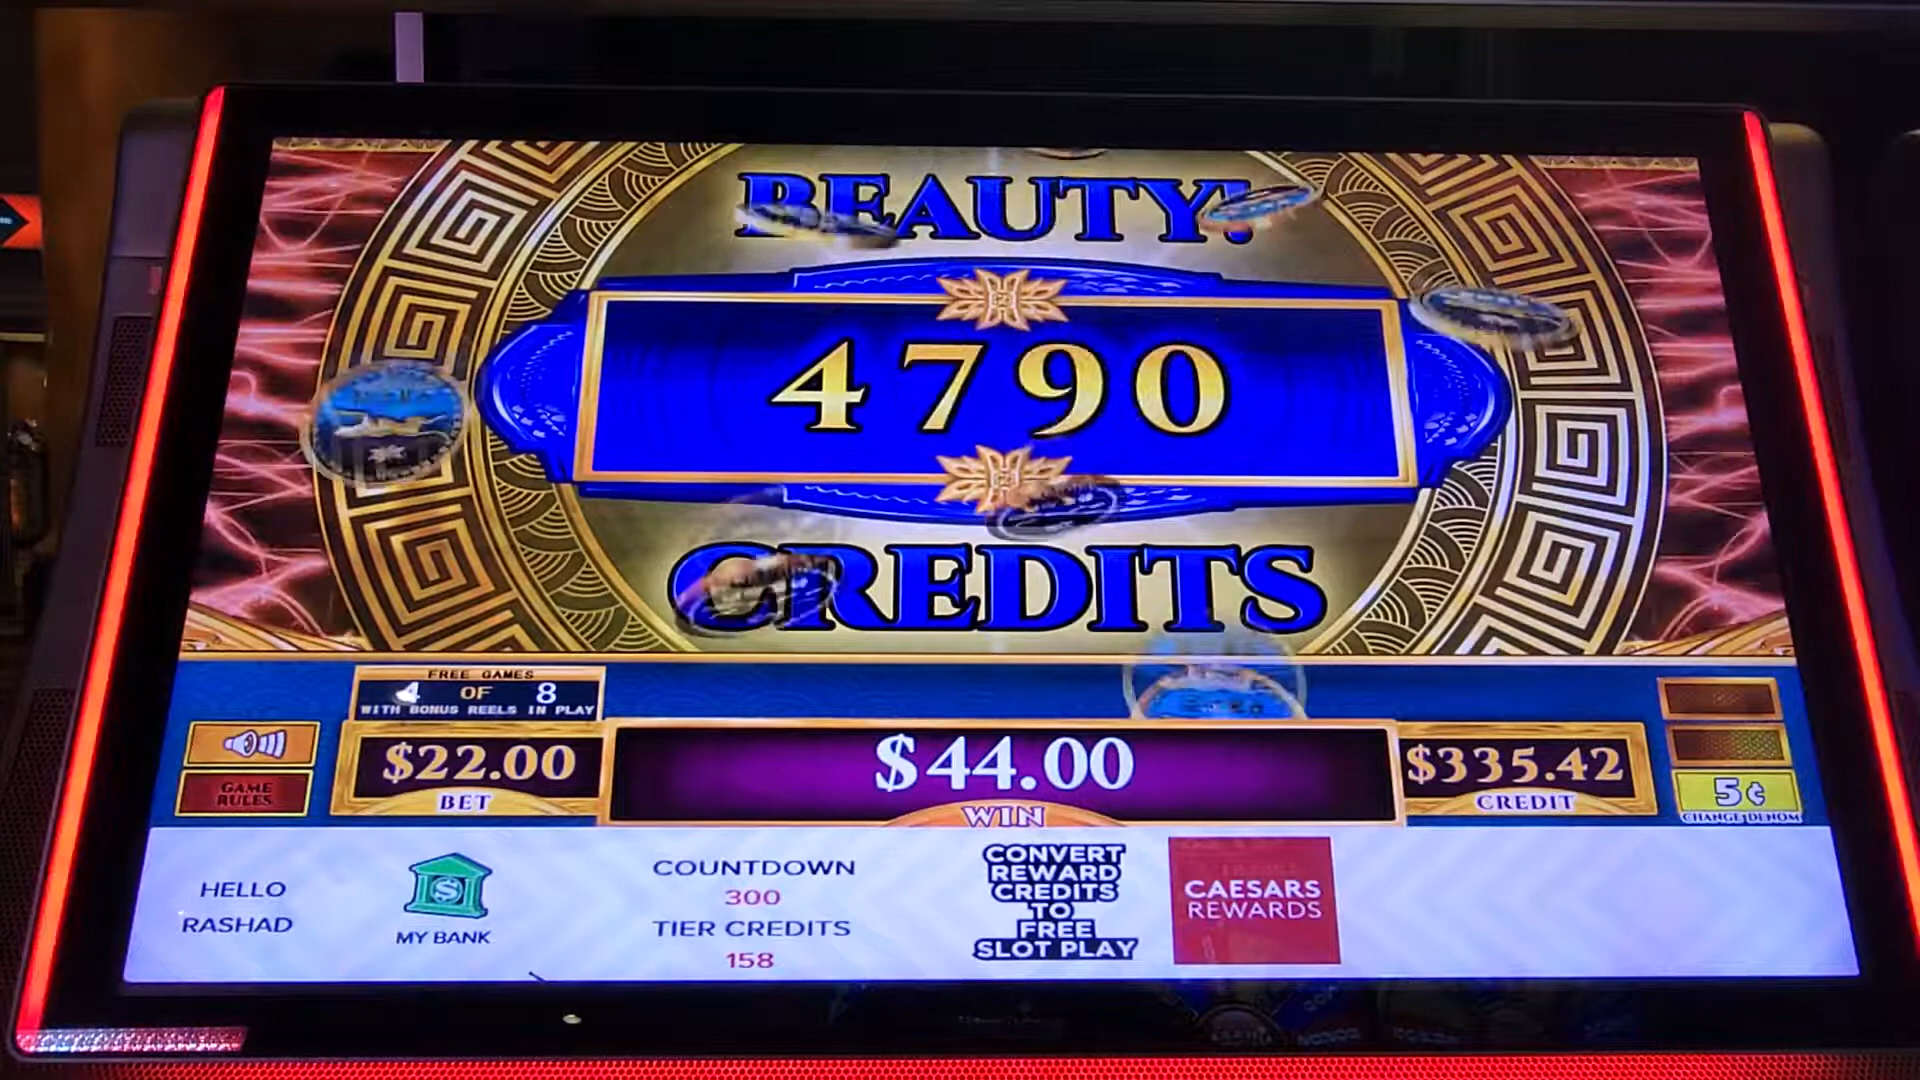 BEAUTY!
4790
CREDITS
FREE GAMES
4 OF 8
WITH BONUS REELS IN PLAY
$22.00
BET
$44.00
WIN
$335.42
CREDIT
5¢
CHANGE DENOM
GAME
RULES
HELLO
RASHAD
MY BANK
COUNTDOWN
300
TIER CREDITS
158
CONVERT
REWARD
CREDITS
TO
FREE
SLOT PLAY
CAESARS
REWARDS